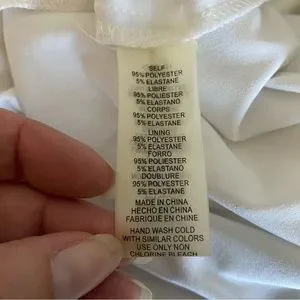 SELF
95% POLYESTER
5% ELASTANE
LIBRE
95% POLIESTER
5% ELASTANO
CORPS
95% POLYESTER
5% ELASTANE
LINING
95% POLYESTER
5% ELASTANE
FORRO
95% POLIESTER
5% ELASTANO
DOUBLURE
95% POLYESTER
5% ELASTANE
MADE IN CHINA
HECHO EN CHINA
FABRIQUE EN CHINE
HAND WASH COLD
WITH SIMILAR COLORS
USE ONLY NON
CHLORINE BLEACH